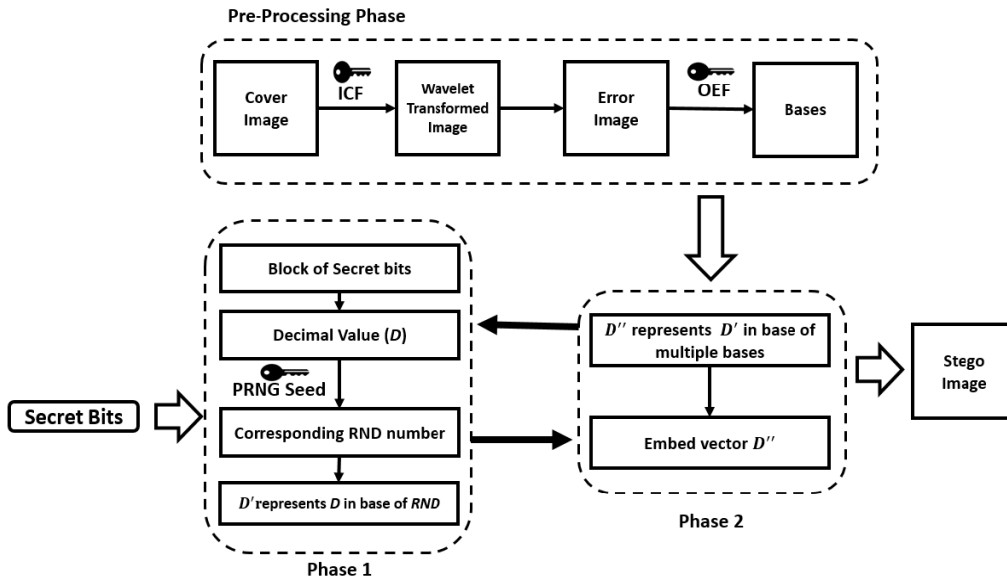 Pre-Processing Phase
Cover
Image
ICF
Wavelet
Transformed
Image
Error
Image
OEF
Bases
Block of Secret bits
Decimal Value (D)
PRNG Seed
Corresponding RND number
D′ represents D in base of RND
Phase 1
Secret Bits
D′′ represents D′ in base of
multiple bases
Embed vector D′′
Phase 2
Stego
Image